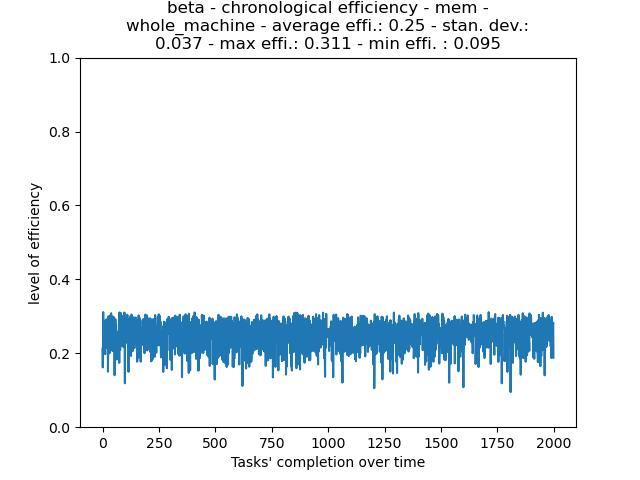 beta - chronological efficiency - mem -
whole_machine - average effi.: 0.25 - stan. dev.:
0.037 - max effi.: 0.311 - min effi. : 0.095
1.0
0.8
0.6
0.4
0.2
0.0
level of efficiency
0 250 500 750 1000 1250 1500 1750 2000
Tasks' completion over time